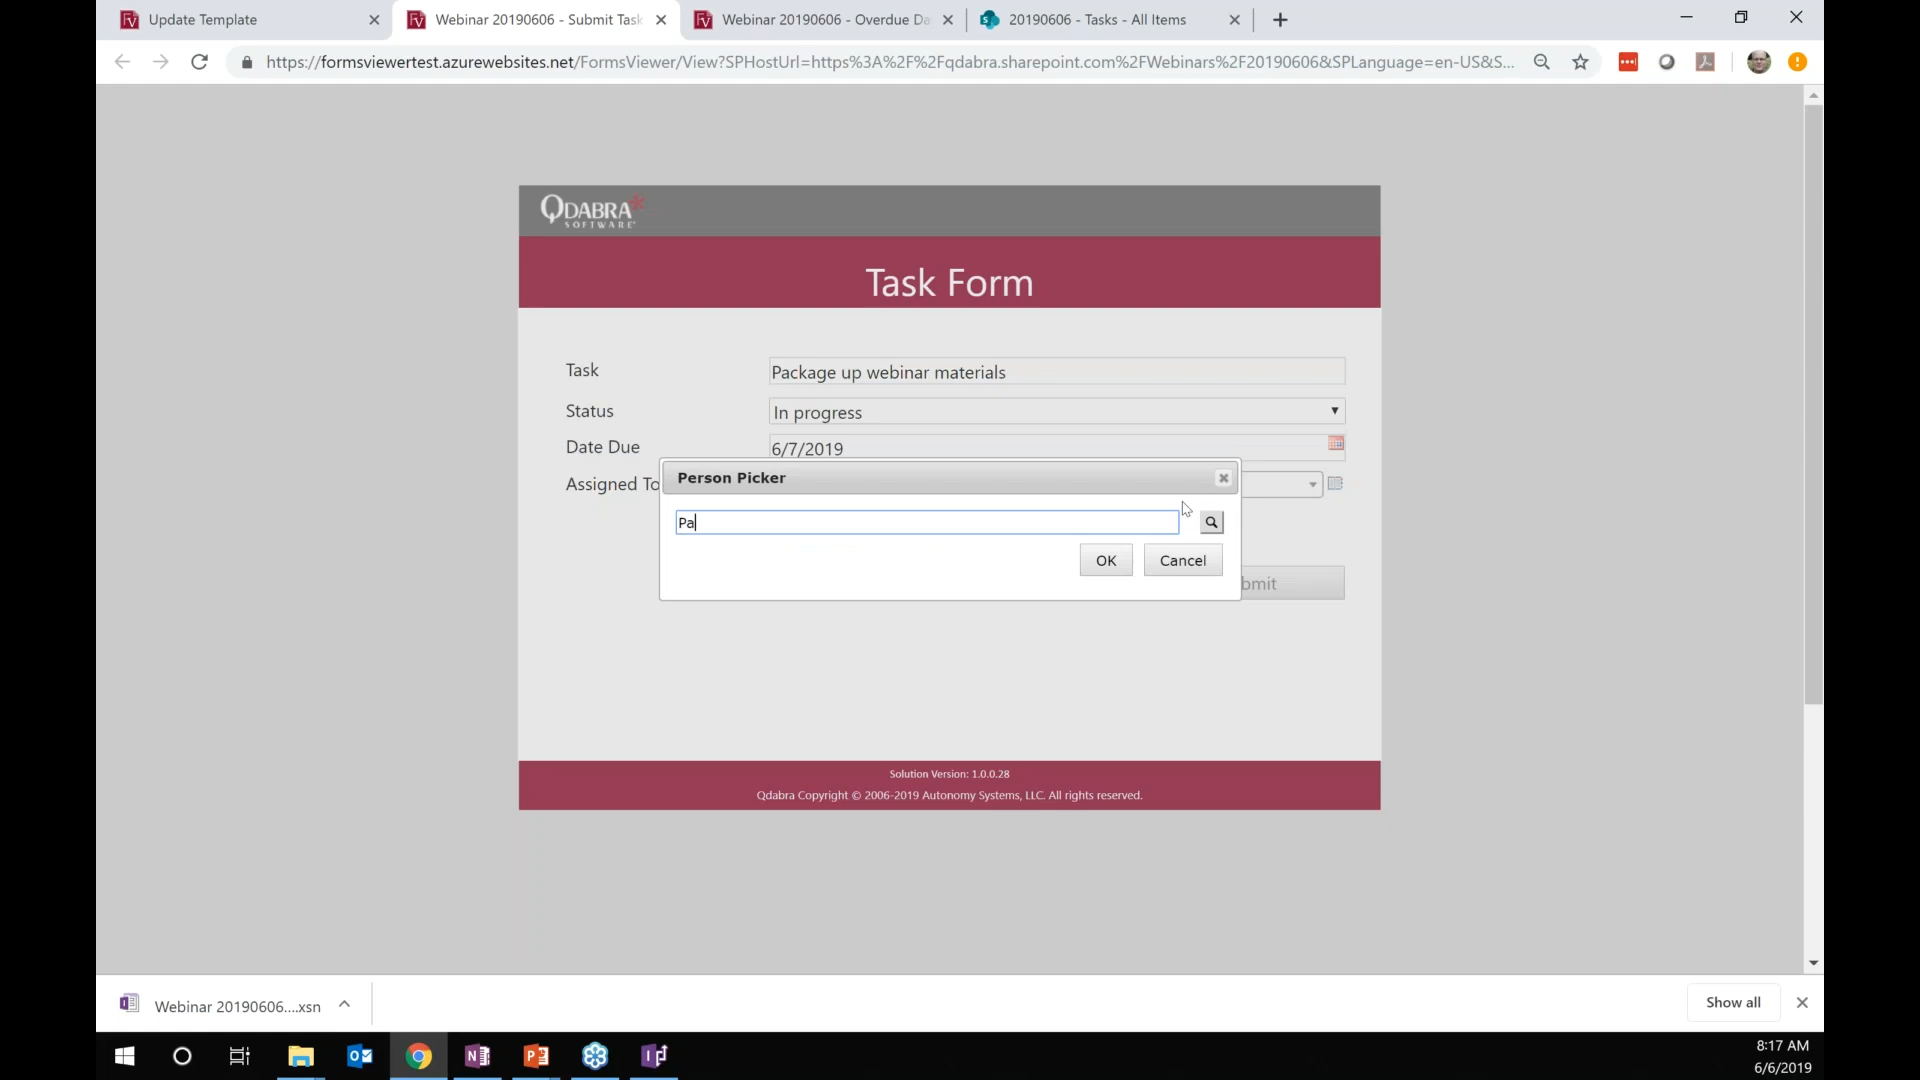 Update Template
Webinar 20190606 - Submit Task
Webinar 20190606 - Overdue Da
20190606 - Tasks - All Items
https://formsviewertest.azurewebsites.net/FormsViewer/View?SPHostUrl=https%3A%2F%2Fqdabra.sharepoint.com%2FWebinars%2F20190606&SPLanguage=en-US&S...
QDABRA
SOFTWARE
Task Form
Task Package up webinar materials
Status In progress
Date Due 6/7/2019
Assigned To
Person Picker
Pa
OK Cancel
bmit
Solution Version: 1.0.0.28
Qdabra Copyright © 2006-2019 Autonomy Systems, LLC. All rights reserved.
Webinar 20190606....xsn
Show all
8:17 AM
6/6/2019